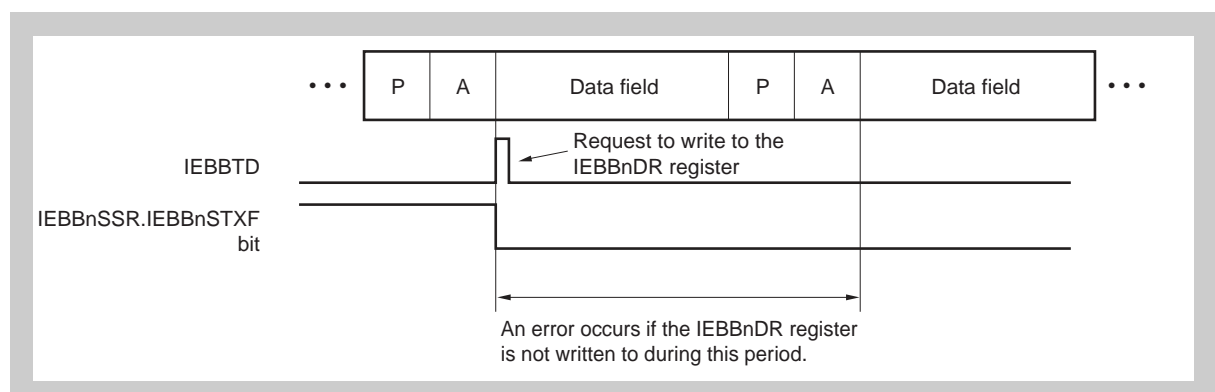 ••• P A Data field P A Data field •••
Request to write to the
IEBBnDR register
IEBBTD
IEBBnSSR.IEBBnSTXF
bit
An error occurs if the IEBBnDR register
is not written to during this period.